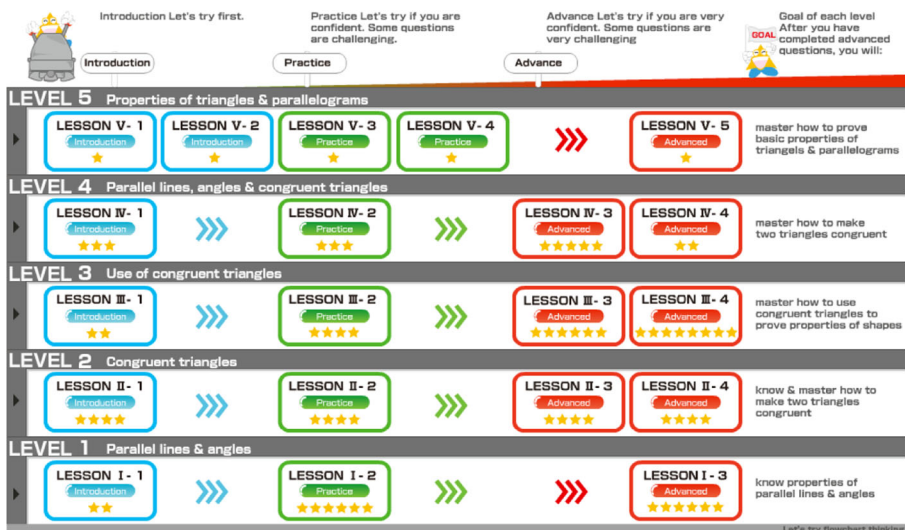 Introduction Let's try first.
Practice Let's try if you are
confident. Some questions
are challenging.
Advance Let's try if you are very
confident. Some questions are
very challenging
Goal of each level
After you have
completed advanced
questions, you will:
GOAL
Introduction
Practice
Advance
LEVEL 5 Properties of triangles & parallelograms
LESSON V- 1
Introduction
LESSON V- 2
Introduction
LESSON V- 3
Practice
LESSON V- 4
Practice
LESSON V- 5
Advanced
master how to prove
basic properties of
triangels & parallelograms
LEVEL 4 Parallel lines, angles & congruent triangles
LESSON Ⅳ- 1
Introduction
LESSON Ⅳ- 2
Practice
LESSON Ⅳ- 3
Advanced
LESSON Ⅳ- 4
Advanced
master how to make
two triangles congruent
LEVEL 3 Use of congruent triangles
LESSON Ⅲ- 1
Introduction
LESSON Ⅲ- 2
Practice
LESSON Ⅲ- 3
Advanced
LESSON Ⅲ- 4
Advanced
master how to use
congruent triangles to
prove properties of shapes
LEVEL 2 Congruent triangles
LESSON Ⅱ- 1
Introduction
LESSON Ⅱ- 2
Practice
LESSON Ⅱ- 3
Advanced
LESSON Ⅱ- 4
Advanced
know & master how to
make two triangles
congruent
LEVEL 1 Parallel lines & angles
LESSON Ⅰ- 1
Introduction
LESSON Ⅰ- 2
Practice
LESSON Ⅰ- 3
Advanced
know properties of
parallel lines & angles
Let's try flowchart thinking